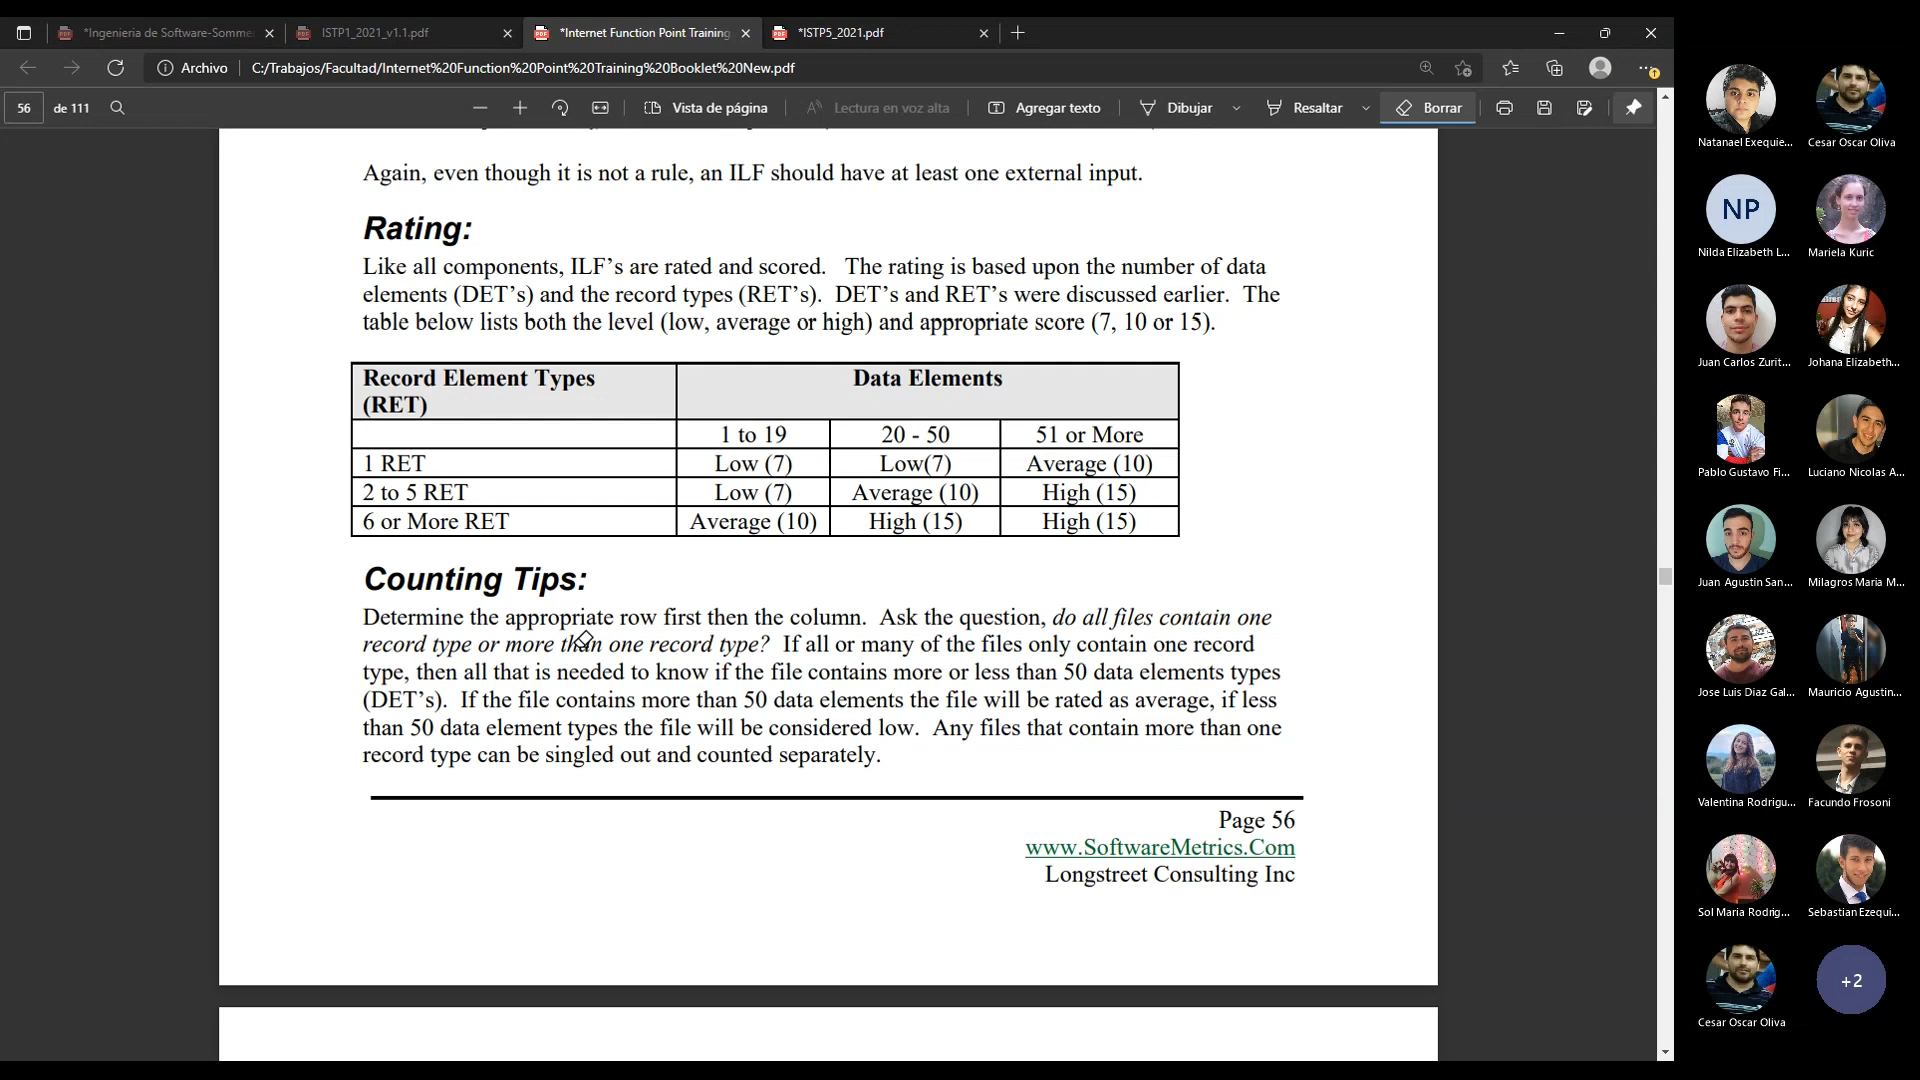 *Ingenieria de Software-Somme
ISTP1_2021_v1.1.pdf
*Internet Function Point Training
*ISTP5_2021.pdf
Archivo
C:/Trabajos/Facultad/Internet%20Function%20Point%20Training%20Booklet%20New.pdf
56 de 111
Vista de página
Lectura en voz alta
Agregar texto
Dibujar
Resaltar
Borrar
Again, even though it is not a rule, an ILF should have at least one external input.
Rating:
Like all components, ILF's are rated and scored. The rating is based upon the number of data
elements (DET's) and the record types (RET's). DET's and RET's were discussed earlier. The
table below lists both the level (low, average or high) and appropriate score (7, 10 or 15).
Record Element Types
(RET)
Data Elements
1 to 19 20 - 50 51 or More
1 RET Low (7) Low(7) Average (10)
2 to 5 RET Low (7) Average (10) High (15)
6 or More RET Average (10) High (15) High (15)
Counting Tips:
Determine the appropriate row first then the column. Ask the question, do all files contain one
record type or more than one record type? If all or many of the files only contain one record
type, then all that is needed to know if the file contains more or less than 50 data elements types
(DET's). If the file contains more than 50 data elements the file will be rated as average, if less
than 50 data element types the file will be considered low. Any files that contain more than one
record type can be singled out and counted separately.
Page 56
www.SoftwareMetrics.Com
Longstreet Consulting Inc
Natanael Exequie...
Cesar Oscar Oliva
NP
Nilda Elizabeth L...
Mariela Kuric
Juan Carlos Zurit...
Johana Elizabeth...
Pablo Gustavo Fi...
Luciano Nicolas A...
Juan Agustin San...
Milagros Maria M...
Jose Luis Diaz Gal...
Mauricio Agustin...
Valentina Rodrigu...
Facundo Frosoni
Sol Maria Rodrig...
Sebastian Ezequi...
Cesar Oscar Oliva
+2